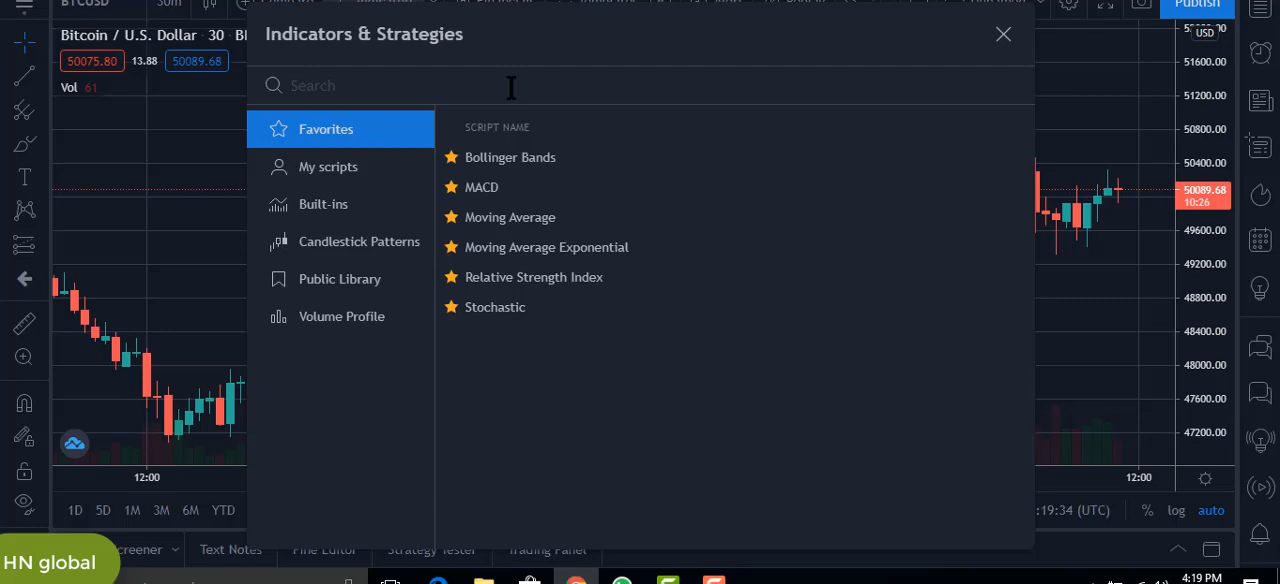 BTCUSD 30m
Publish
Indicators & Strategies
Bitcoin / U.S. Dollar · 30
USD
50075.80 13.88 50089.68
51600.00
Vol 61
Search
51200.00
Favorites
SCRIPT NAME
50800.00
Bollinger Bands
50400.00
My scripts
MACD
50089.68
10:26
Built-ins
Moving Average
49600.00
Candlestick Patterns
Moving Average Exponential
49200.00
Public Library
Relative Strength Index
48800.00
Volume Profile
Stochastic
48400.00
48000.00
47600.00
47200.00
12:00
12:00
1D 5D 1M 3M 6M YTD
:19:34 (UTC) % log auto
creener Text Notes Pine Editor Strategy Tester Trading Panel
HN global
4:19 PM